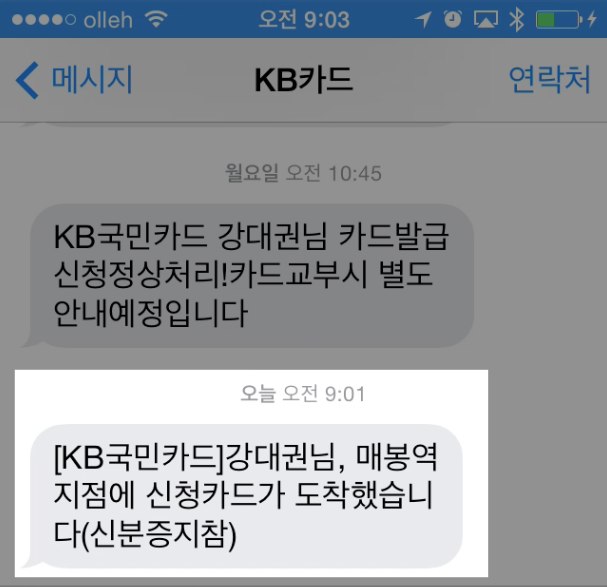 olleh 오전 9:03
메시지 KB카드 연락처
월요일 오전 10:45
KB국민카드 강대권님 카드발급
신청정상처리!카드교부시 별도
안내예정입니다
오늘 오전 9:01
[KB국민카드]강대권님, 매봉역
지점에 신청카드가 도착했습니
다(신분증지참)